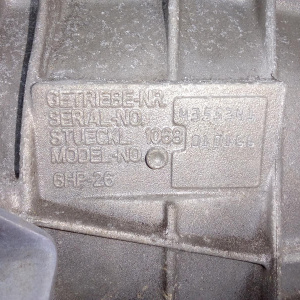 GETRIEBE-NR.
SERIAL-NO.
STUECKL. 1068
MODEL-NO.
6HP-26